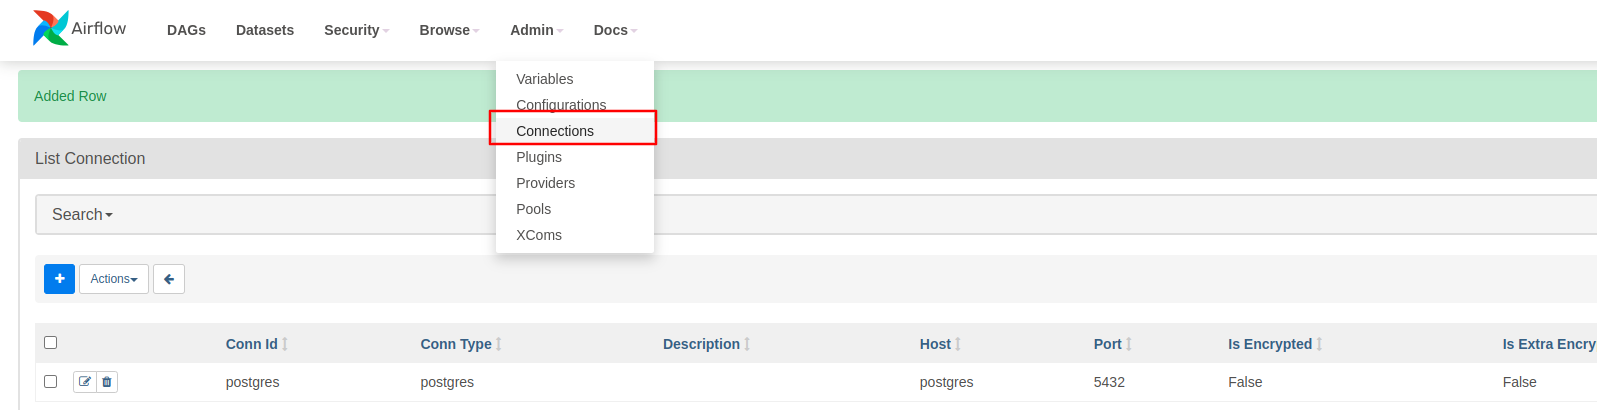 Airflow DAGs Datasets Security Browse Admin Docs
Variables
Added Row
Configurations
Connections
List Connection
Plugins
Providers
Search
Pools
XComs
Actions
Conn Id Conn Type Description Host Port Is Encrypted Is Extra Encry
postgres postgres postgres 5432 False False